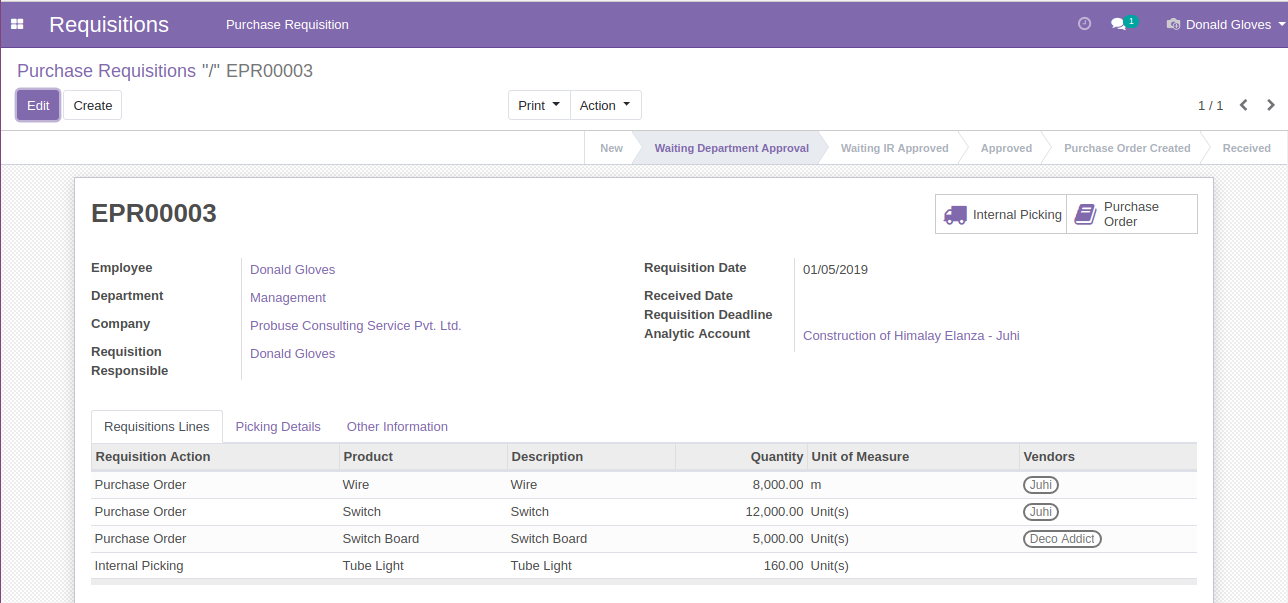 Requisitions Purchase Requisition 1 Donald Gloves
Purchase Requisitions "/" EPR00003
Edit Create Print Action 1 / 1
New Waiting Department Approval Waiting IR Approved Approved Purchase Order Created Received
EPR00003
Internal Picking
Purchase
Order
Employee Donald Gloves
Department Management
Company Probuse Consulting Service Pvt. Ltd.
Requisition
Responsible
Donald Gloves
Requisition Date 01/05/2019
Received Date
Requisition Deadline
Analytic Account Construction of Himalay Elanza - Juhi
Requisitions Lines Picking Details Other Information
Requisition Action Product Description Quantity Unit of Measure Vendors
Purchase Order Wire Wire 8,000.00 m Juhi
Purchase Order Switch Switch 12,000.00 Unit(s) Juhi
Purchase Order Switch Board Switch Board 5,000.00 Unit(s) Deco Addict
Internal Picking Tube Light Tube Light 160.00 Unit(s)